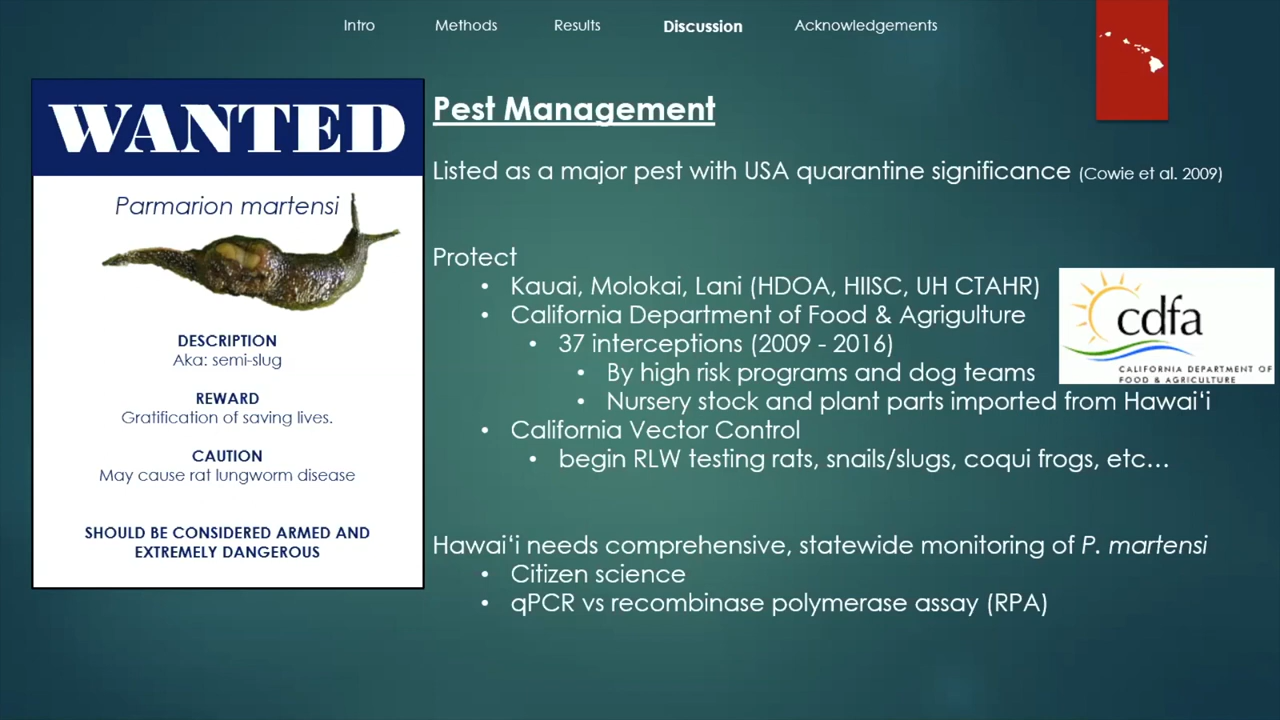 Intro Methods Results Discussion Acknowledgements
WANTED
Parmarion martensi
DESCRIPTION
Aka: semi-slug
REWARD
Gratification of saving lives.
CAUTION
May cause rat lungworm disease
SHOULD BE CONSIDERED ARMED AND
EXTREMELY DANGEROUS
Pest Management
Listed as a major pest with USA quarantine significance (Cowie et al. 2009)
Protect
• Kauai, Molokai, Lani (HDOA, HIISC, UH CTAHR)
• California Department of Food & Agrigulture
• 37 interceptions (2009 - 2016)
• By high risk programs and dog teams
• Nursery stock and plant parts imported from Hawai‘i
• California Vector Control
• begin RLW testing rats, snails/slugs, coqui frogs, etc…
cdfa
CALIFORNIA DEPARTMENT OF
FOOD & AGRICULTURE
Hawai‘i needs comprehensive, statewide monitoring of P. martensi
• Citizen science
• qPCR vs recombinase polymerase assay (RPA)